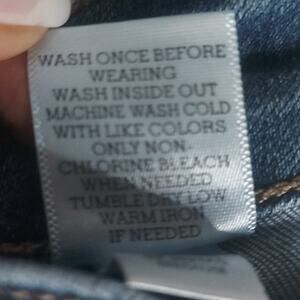 WASH ONCE BEFORE
WEARING
WASH INSIDE OUT
MACHINE WASH COLD
WITH LIKE COLORS
ONLY NON-
CHLORINE BLEACH
WHEN NEEDED
TUMBLE DRY LOW
WARM IRON
IF NEEDED